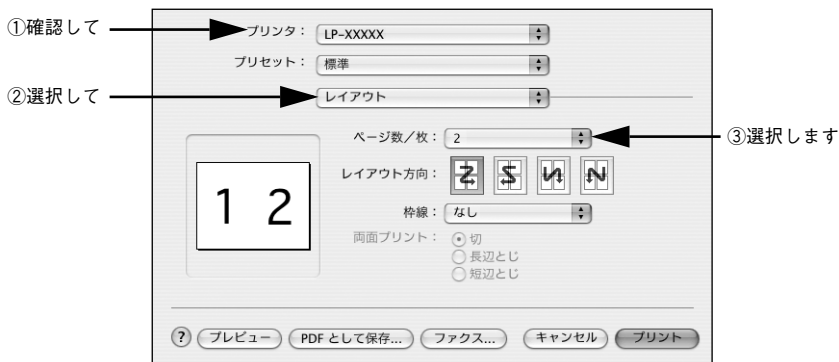 ①確認して
プリンタ： LP-XXXXX
プリセット： 標準
②選択して
レイアウト
ページ数／枚： 2
③選択します
レイアウト方向：
1 2
枠線： なし
両面プリント： 切
長辺とじ
短辺とじ
? プレビュー PDF として保存... ファクス... キャンセル プリント